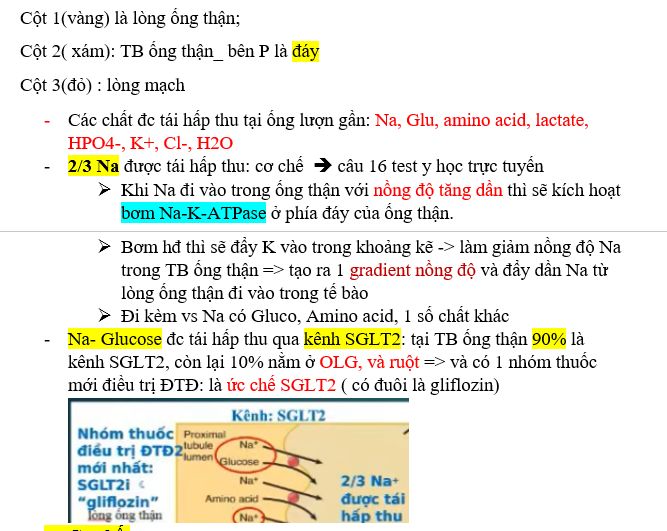 Cột 1(vàng) là lòng ống thận;
Cột 2( xám): TB ống thận_ bên P là đáy
Cột 3(đỏ) : lòng mạch
- Các chất đc tái hấp thu tại ống lượn gần: Na, Glu, amino acid, lactate,
HPO4-, K+, Cl-, H2O
- 2/3 Na được tái hấp thu: cơ chế ➔ câu 16 test y học trực tuyến
➢ Khi Na đi vào trong ống thận với nồng độ tăng dần thì sẽ kích hoạt
bơm Na-K-ATPase ở phía đáy của ống thận.
➢ Bơm hđ thì sẽ đẩy K vào trong khoảng kẽ -> làm giảm nồng độ Na
trong TB ống thận => tạo ra 1 gradient nồng độ và đẩy dần Na từ
lòng ống thận đi vào trong tế bào
➢ Đi kèm vs Na có Gluco, Amino acid, 1 số chất khác
- Na- Glucose đc tái hấp thu qua kênh SGLT2: tại TB ống thận 90% là
kênh SGLT2, còn lại 10% nằm ở OLG, và ruột => và có 1 nhóm thuốc
mới điều trị ĐTĐ: là ức chế SGLT2 ( có đuôi là gliflozin)
Kênh: SGLT2
Nhóm thuốc
điều trị ĐTĐ2
mới nhất:
SGLT2i
"gliflozin"
lòng ống thận
Proximal
tubule
lumen
Na+
Glucose
Na+
Amino acid
Na+
2/3 Na+
được tái
hấp thu